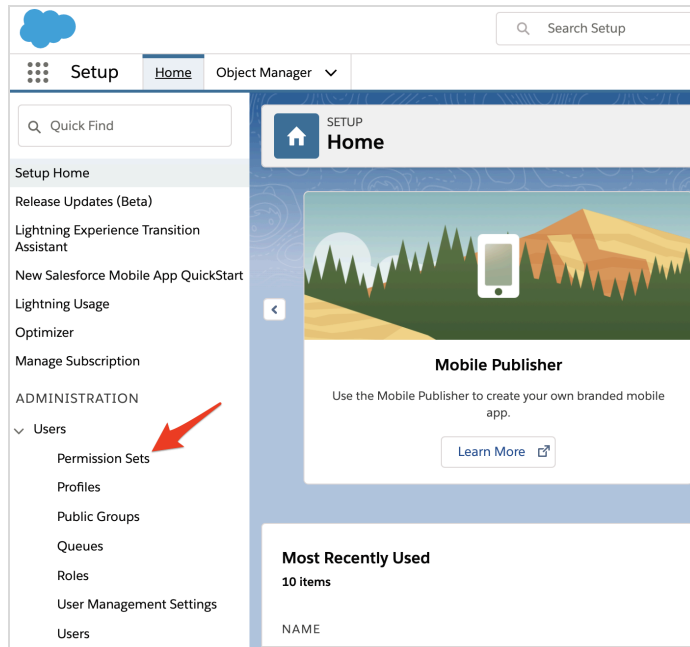 Search Setup
Setup
Home
Object Manager
Quick Find
SETUP
Home
Setup Home
Release Updates (Beta)
Lightning Experience Transition
Assistant
New Salesforce Mobile App QuickStart
Lightning Usage
Optimizer
Manage Subscription
ADMINISTRATION
Users
Permission Sets
Profiles
Public Groups
Queues
Roles
User Management Settings
Users
Mobile Publisher
Use the Mobile Publisher to create your own branded mobile
app.
Learn More
Most Recently Used
10 items
NAME